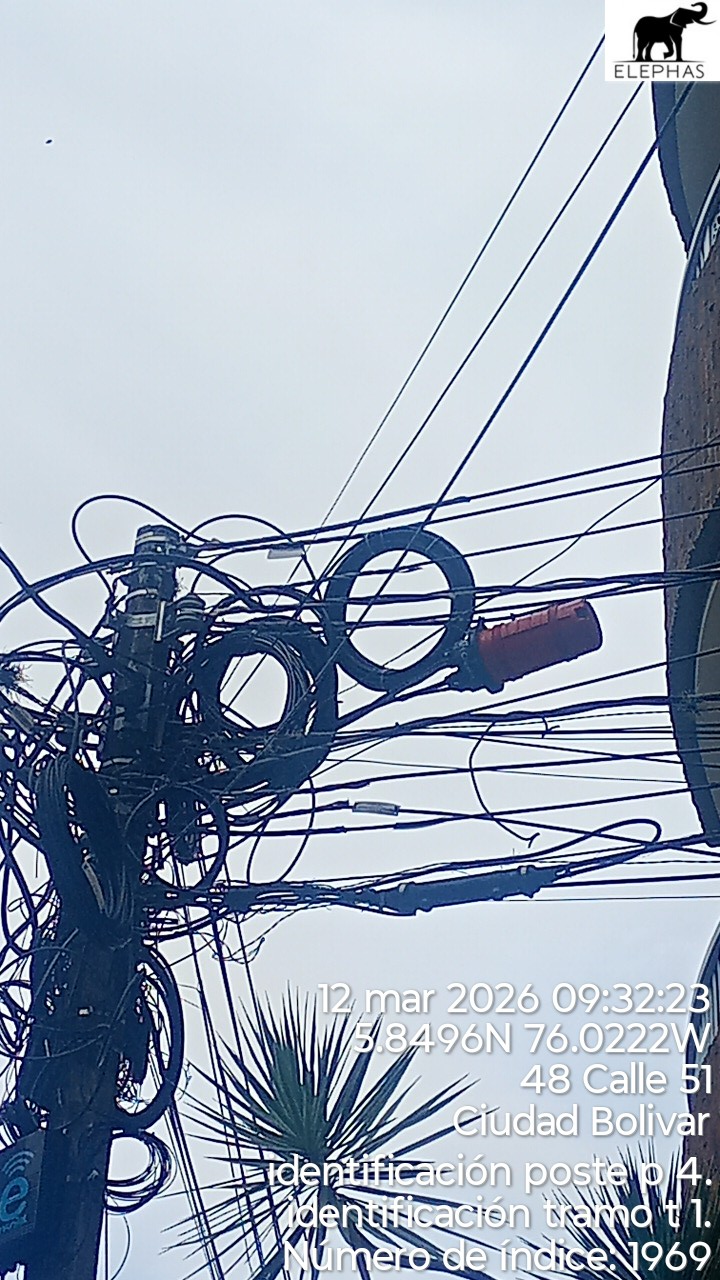 ELEPHAS
12 mar 2026 09:32:23
5.8496N 76.0222W
48 Calle 51
Ciudad Bolivar
identificación poste p 4.
identificación tramo t 1.
Número de índice: 1969
e